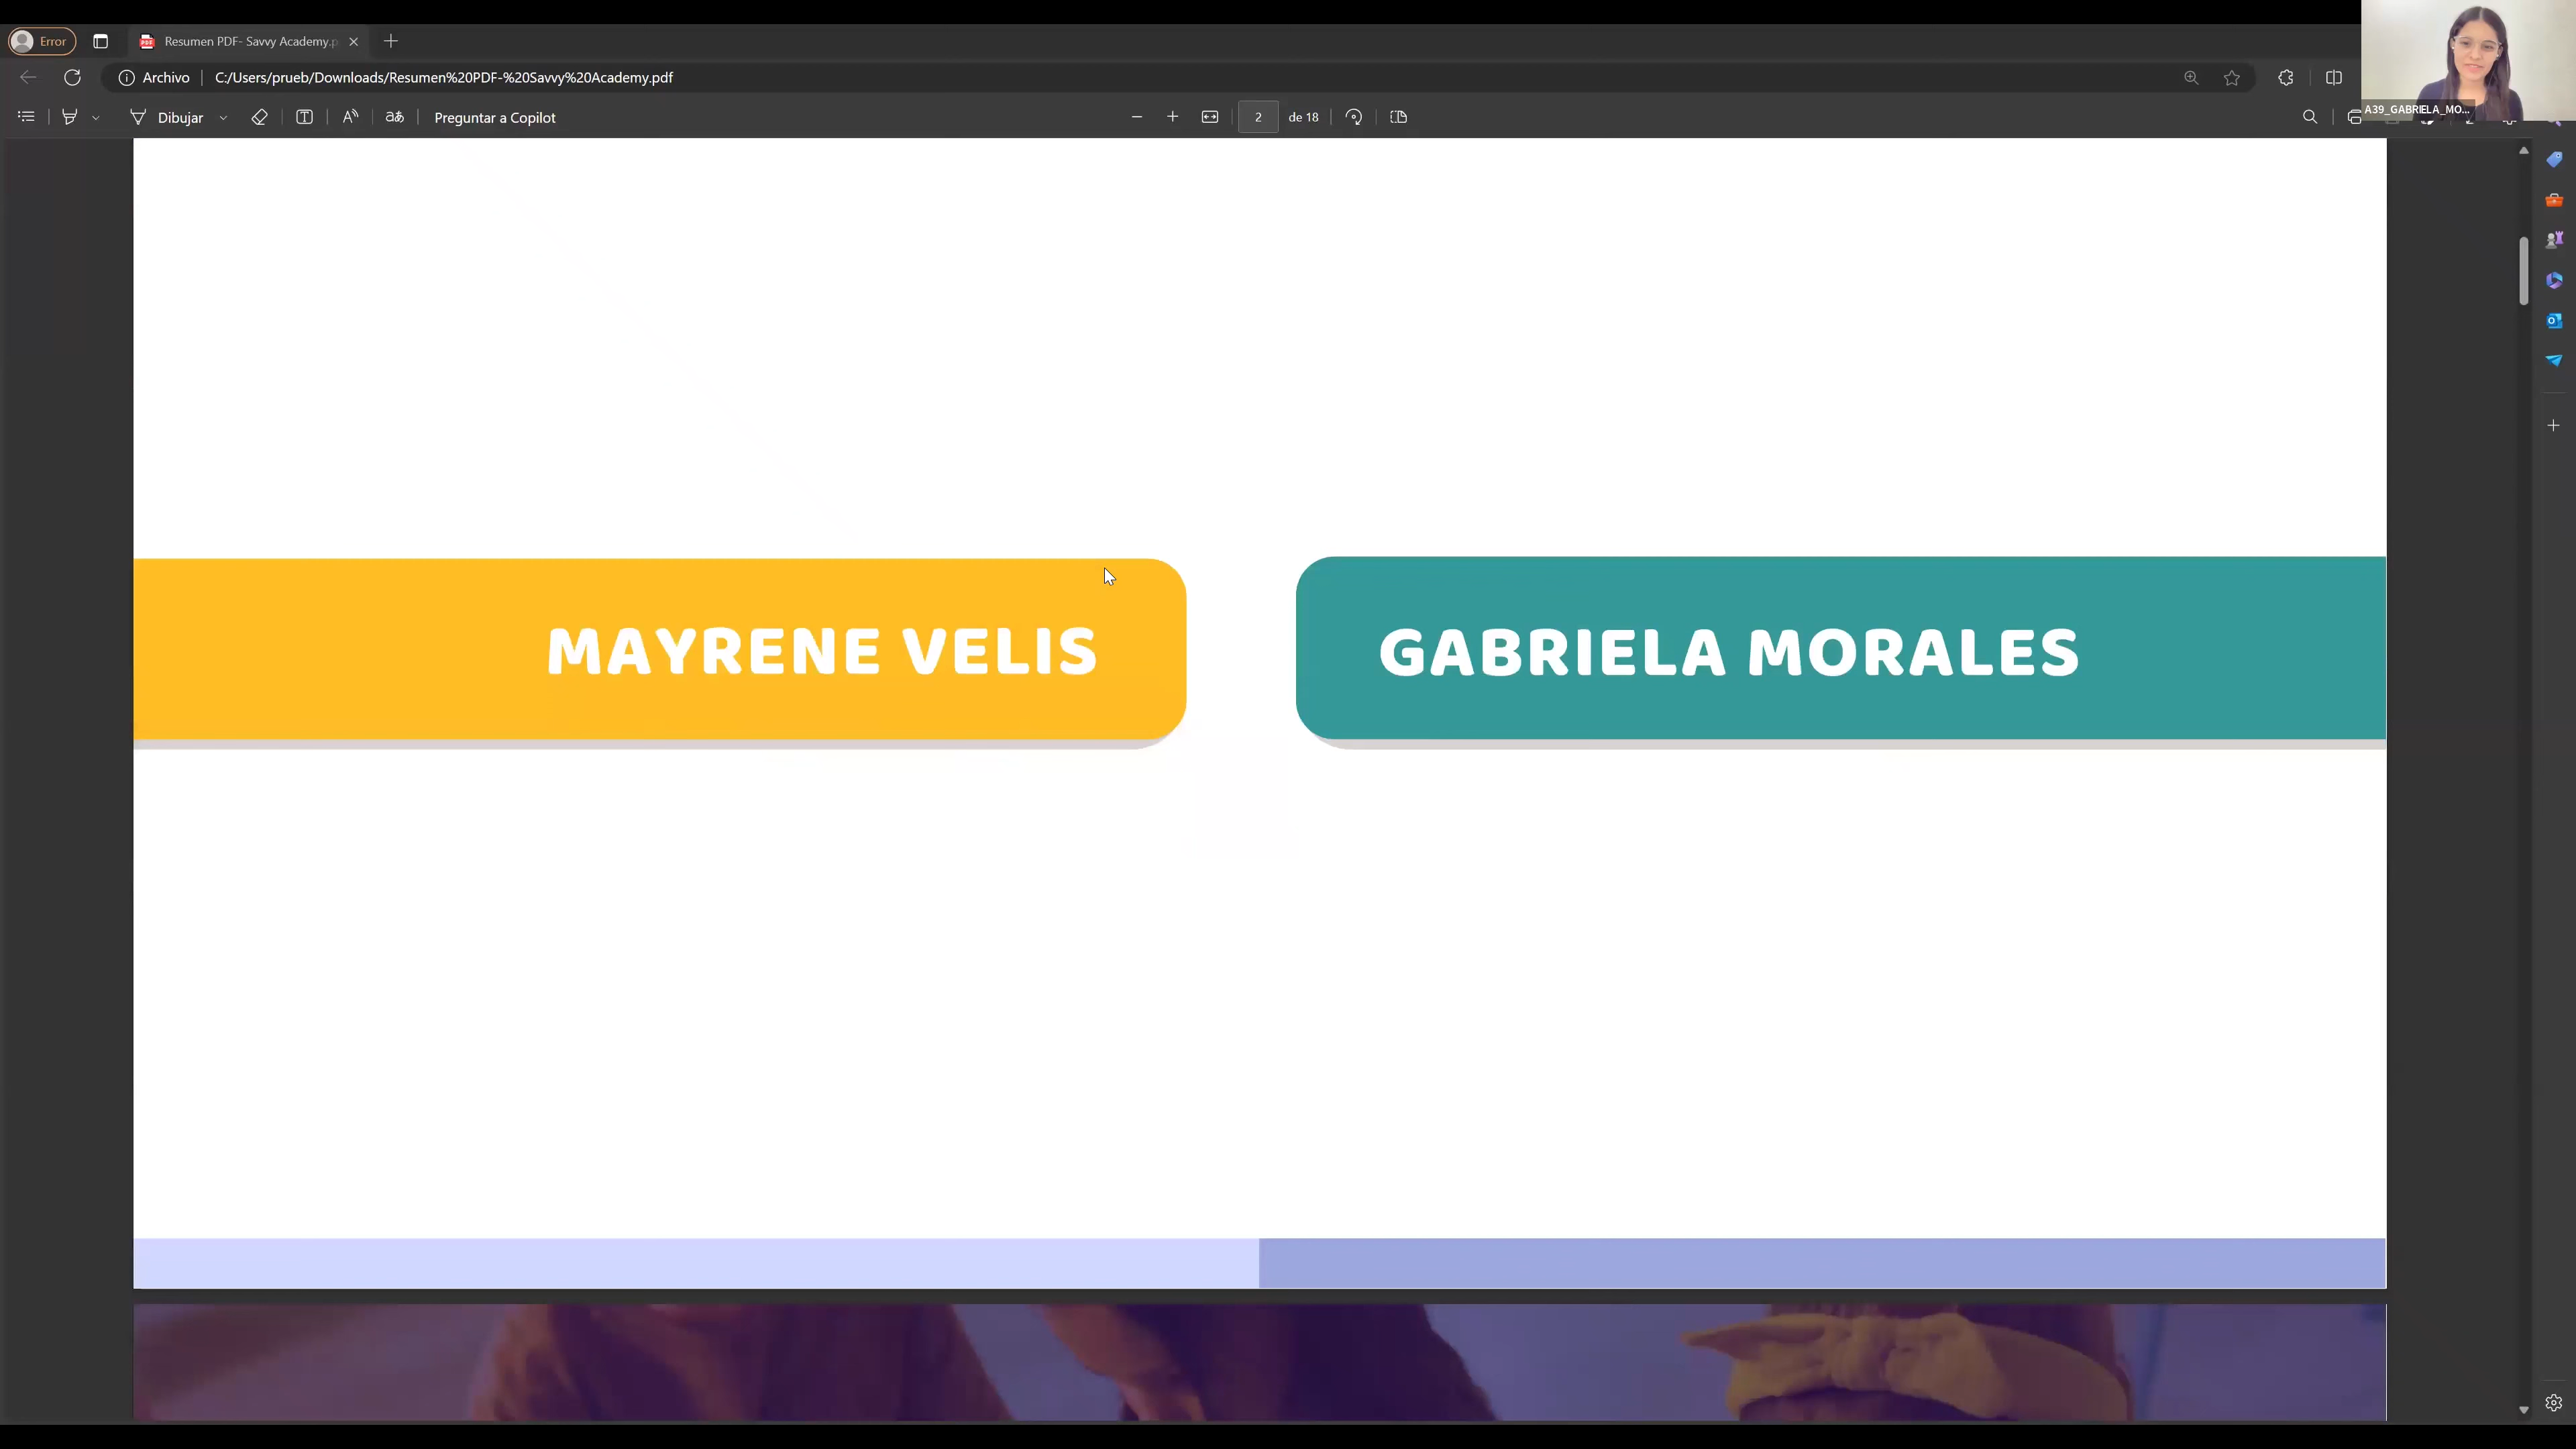 Error
Resumen PDF- Savvy Academy.p
Archivo
C:/Users/prueb/Downloads/Resumen%20PDF-%20Savvy%20Academy.pdf
Dibujar
Preguntar a Copilot
2
de 18
A39_GABRIELA_MO...
MAYRENE VELIS
GABRIELA MORALES